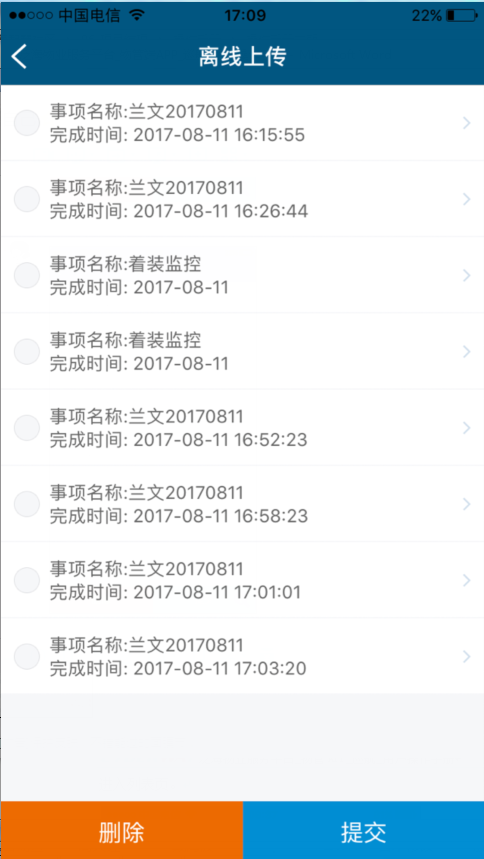 中国电信 17:09 22%
离线上传
事项名称:兰文20170811
完成时间: 2017-08-11 16:15:55
事项名称:兰文20170811
完成时间: 2017-08-11 16:26:44
事项名称:着装监控
完成时间: 2017-08-11
事项名称:着装监控
完成时间: 2017-08-11
事项名称:兰文20170811
完成时间: 2017-08-11 16:52:23
事项名称:兰文20170811
完成时间: 2017-08-11 16:58:23
事项名称:兰文20170811
完成时间: 2017-08-11 17:01:01
事项名称:兰文20170811
完成时间: 2017-08-11 17:03:20
删除 提交